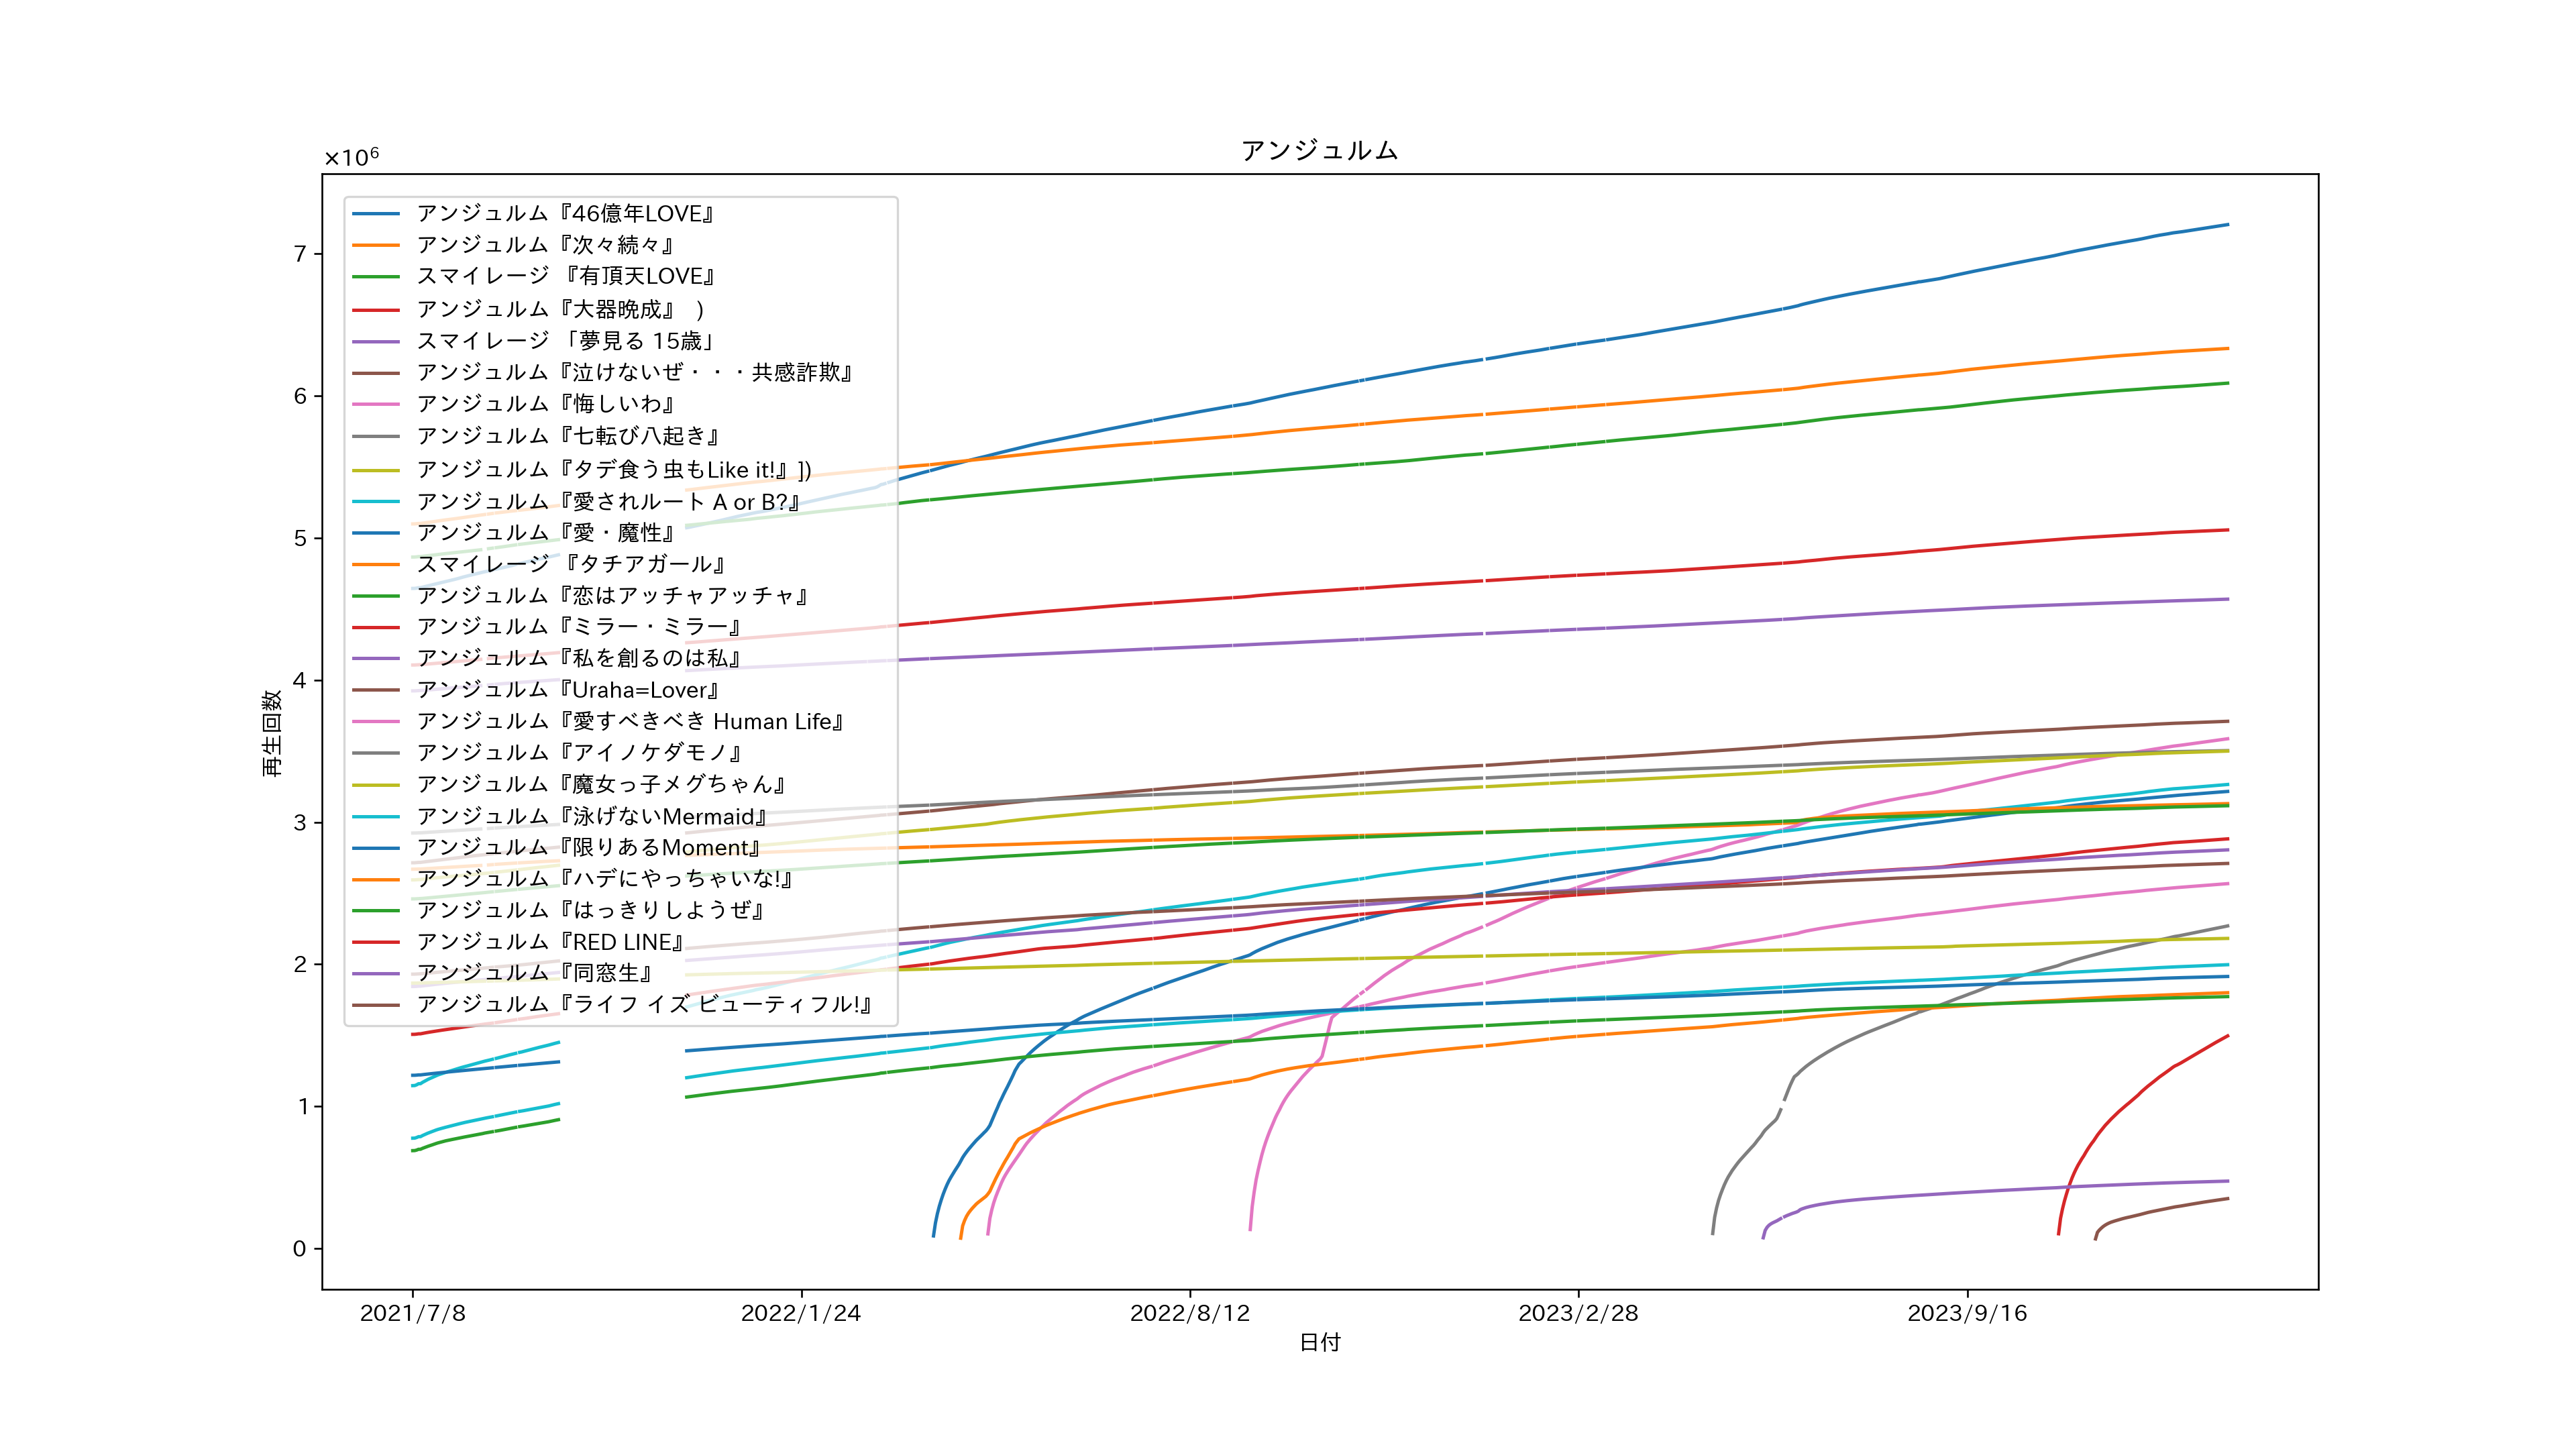 アンジュルム
×10⁶
アンジュルム『46億年LOVE』
アンジュルム『次々続々』
スマイレージ 『有頂天LOVE』
アンジュルム『大器晩成』 )
スマイレージ 「夢見る 15歳」
アンジュルム『泣けないぜ・・・共感詐欺』
アンジュルム『悔しいわ』
アンジュルム『七転び八起き』
アンジュルム『タデ食う虫もLike it!』])
アンジュルム『愛されルート A or B?』
アンジュルム『愛・魔性』
スマイレージ 『タチアガール』
アンジュルム『恋はアッチャアッチャ』
アンジュルム『ミラー・ミラー』
アンジュルム『私を創るのは私』
アンジュルム『Uraha=Lover』
アンジュルム『愛すべきべき Human Life』
アンジュルム『アイノケダモノ』
アンジュルム『魔女っ子メグちゃん』
アンジュルム『泳げないMermaid』
アンジュルム『限りあるMoment』
アンジュルム『ハデにやっちゃいな!』
アンジュルム『はっきりしようぜ』
アンジュルム『RED LINE』
アンジュルム『同窓生』
アンジュルム『ライフ イズ ビューティフル!』
7
6
5
4
3
2
1
0
再生回数
2021/7/8 2022/1/24 2022/8/12 2023/2/28 2023/9/16
日付